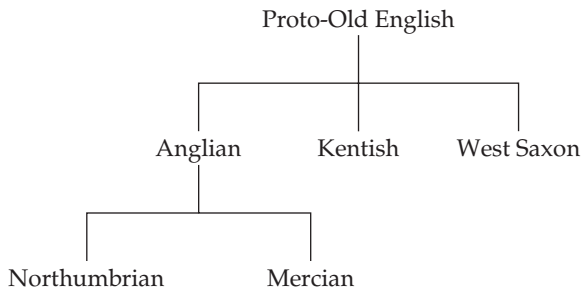 Proto-Old English
Anglian Kentish West Saxon
Northumbrian Mercian